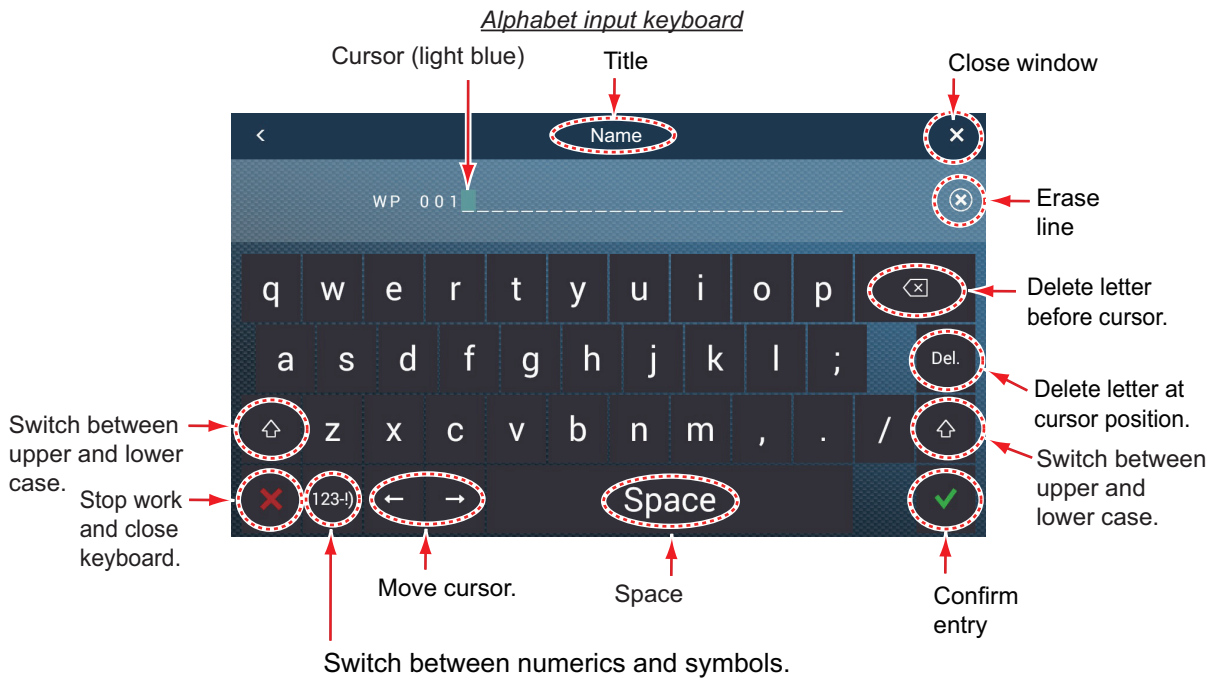 Alphabet input keyboard
Cursor (light blue)
Title
Close window
Name
WP 001
Erase
line
q w e r t y u i o p
Delete letter
before cursor.
a s d f g h j k l ;
Del.
Delete letter at
cursor position.
Switch between
upper and lower
case.
z x c v b n m , . /
Switch between
upper and
lower case.
Stop work
and close
keyboard.
123-!)
Space
Move cursor.
Space
Confirm
entry
Switch between numerics and symbols.